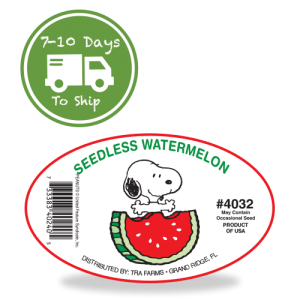 7-10 Days
To Ship
SEEDLESS WATERMELON
#4032
May Contain
Occasional Seed
PRODUCT
OF USA
DISTRIBUTED BY: TRA FARMS • GRAND RIDGE, FL